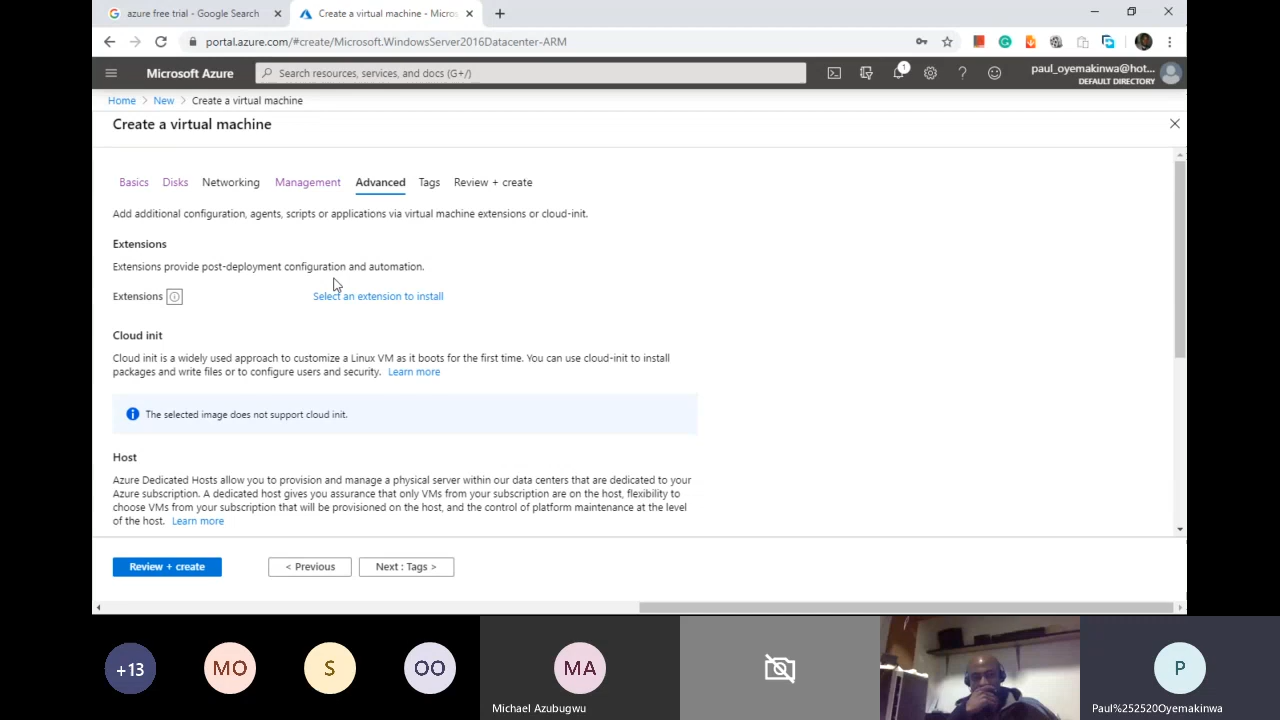 azure free trial - Google Search
Create a virtual machine - Micros
portal.azure.com/#create/Microsoft.WindowsServer2016Datacenter-ARM
Microsoft Azure
Search resources, services, and docs (G+/)
1
paul_oyemakinwa@hot...
DEFAULT DIRECTORY
Home > New > Create a virtual machine
Create a virtual machine
Basics Disks Networking Management Advanced Tags Review + create
Add additional configuration, agents, scripts or applications via virtual machine extensions or cloud-init.
Extensions
Extensions provide post-deployment configuration and automation.
Extensions
Select an extension to install
Cloud init
Cloud init is a widely used approach to customize a Linux VM as it boots for the first time. You can use cloud-init to install
packages and write files or to configure users and security. Learn more
The selected image does not support cloud init.
Host
Azure Dedicated Hosts allow you to provision and manage a physical server within our data centers that are dedicated to your
Azure subscription. A dedicated host gives you assurance that only VMs from your subscription are on the host, flexibility to
choose VMs from your subscription that will be provisioned on the host, and the control of platform maintenance at the level
of the host. Learn more
Review + create
< Previous
Next : Tags >
+13
MO
S
OO
MA
Michael Azubugwu
P
Paul%252520Oyemakinwa